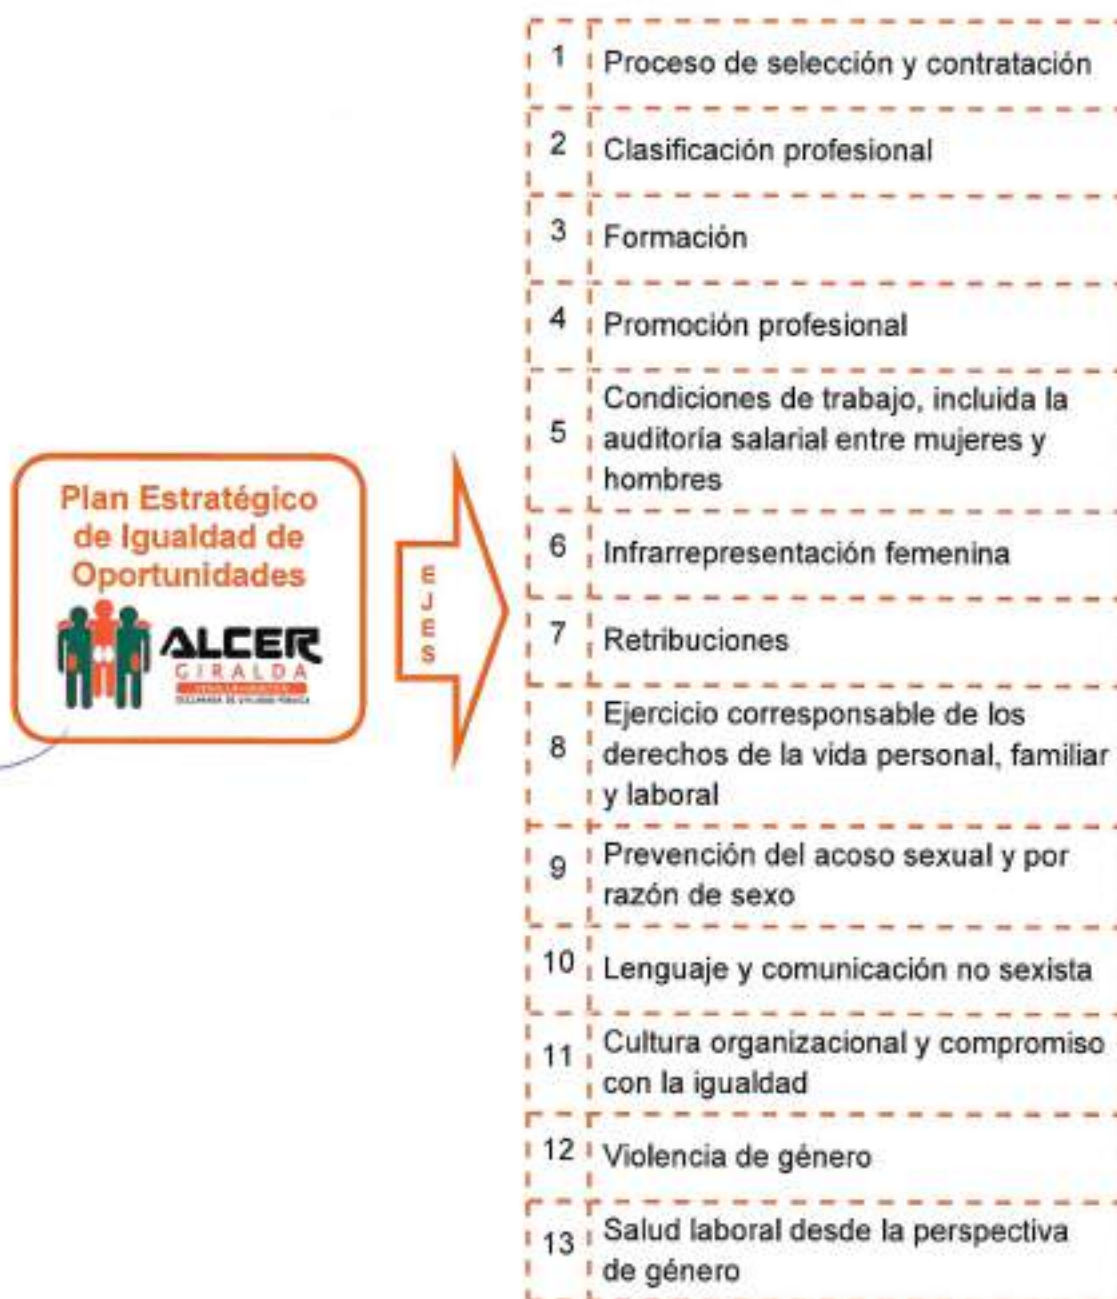 Plan Estratégico
de Igualdad de
Oportunidades
ALCER
GIRALDA
E
J
E
S
1 Proceso de selección y contratación
2 Clasificación profesional
3 Formación
4 Promoción profesional
5 Condiciones de trabajo, incluida la
auditoría salarial entre mujeres y
hombres
6 Infrarrepresentación femenina
7 Retribuciones
8 Ejercicio corresponsable de los
derechos de la vida personal, familiar
y laboral
9 Prevención del acoso sexual y por
razón de sexo
10 Lenguaje y comunicación no sexista
11 Cultura organizacional y compromiso
con la igualdad
12 Violencia de género
13 Salud laboral desde la perspectiva
de género